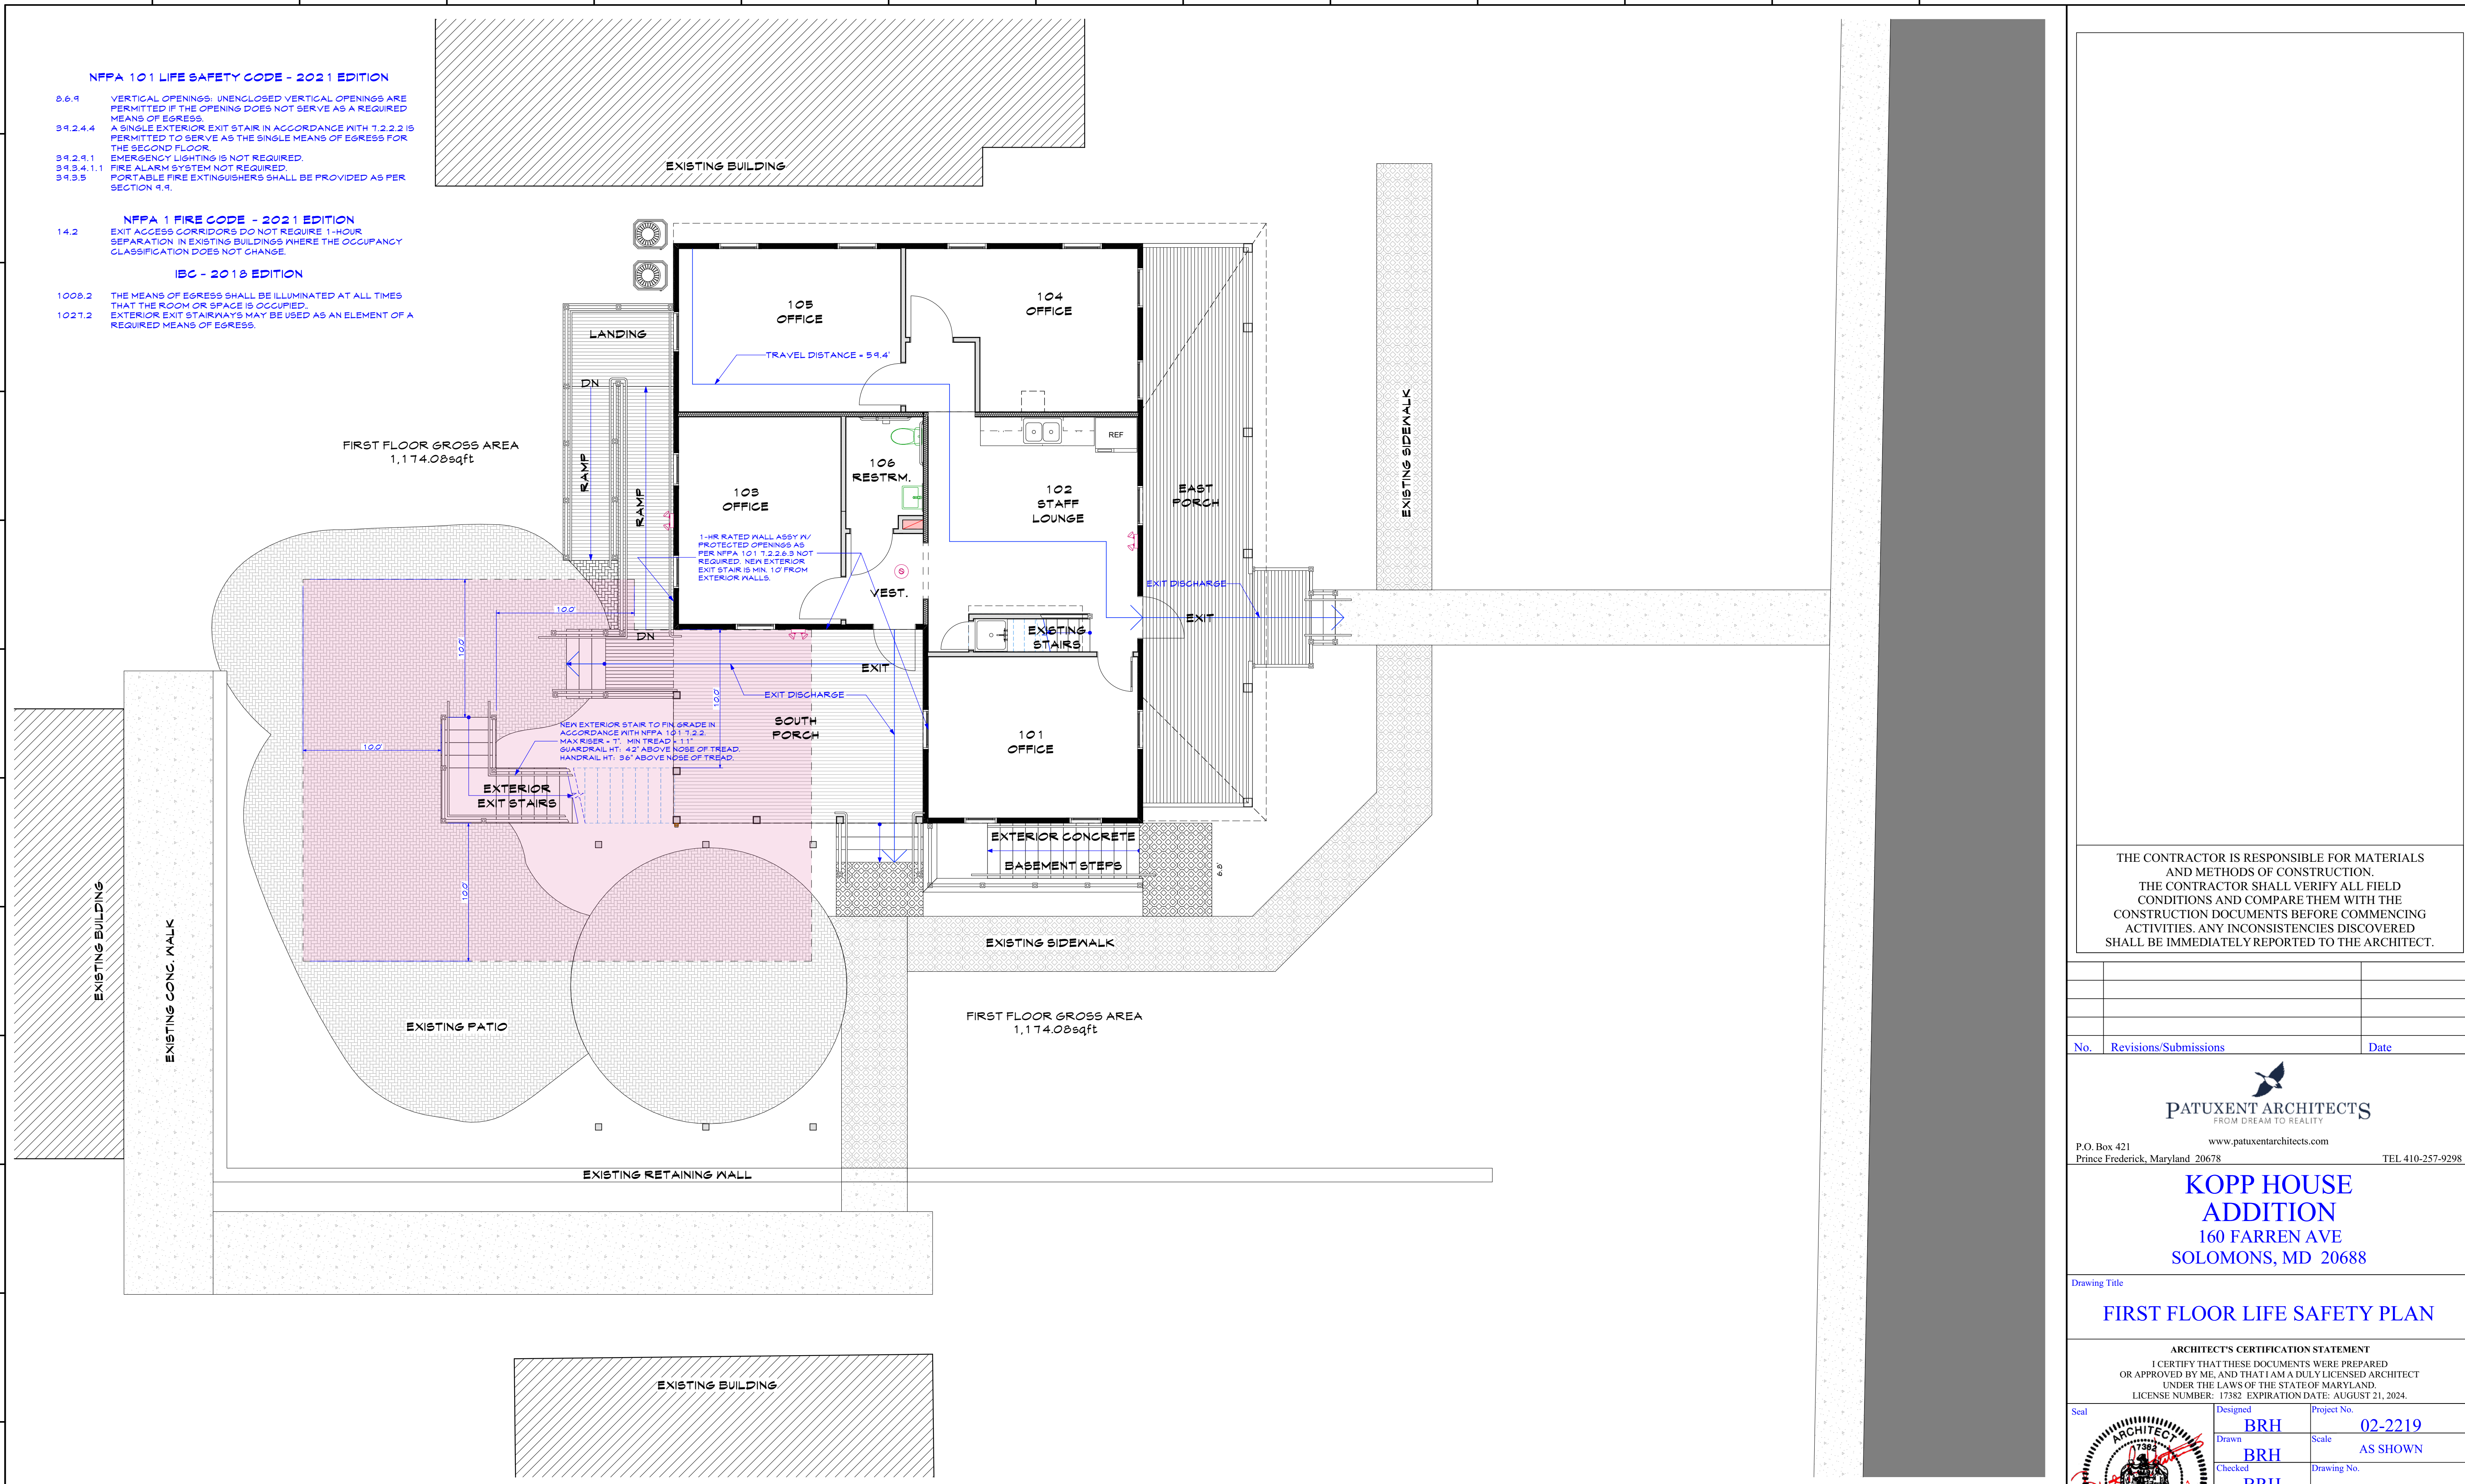 NFPA 101 LIFE SAFETY CODE - 2021 EDITION
8.6.9 VERTICAL OPENINGS: UNENCLOSED VERTICAL OPENINGS ARE
PERMITTED IF THE OPENING DOES NOT SERVE AS A REQUIRED
MEANS OF EGRESS.
39.2.4.4 A SINGLE EXTERIOR EXIT STAIR IN ACCORDANCE WITH 7.2.2.2 IS
PERMITTED TO SERVE AS THE SINGLE MEANS OF EGRESS FOR
THE SECOND FLOOR.
39.2.9.1 EMERGENCY LIGHTING IS NOT REQUIRED.
39.3.4.1.1 FIRE ALARM SYSTEM NOT REQUIRED.
39.3.5 PORTABLE FIRE EXTINGUISHERS SHALL BE PROVIDED AS PER
SECTION 9.9.
NFPA 1 FIRE CODE - 2021 EDITION
14.2 EXIT ACCESS CORRIDORS DO NOT REQUIRE 1-HOUR
SEPARATION IN EXISTING BUILDINGS WHERE THE OCCUPANCY
CLASSIFICATION DOES NOT CHANGE.
IBC - 2018 EDITION
1008.2 THE MEANS OF EGRESS SHALL BE ILLUMINATED AT ALL TIMES
THAT THE ROOM OR SPACE IS OCCUPIED..
1027.2 EXTERIOR EXIT STAIRWAYS MAY BE USED AS AN ELEMENT OF A
REQUIRED MEANS OF EGRESS.
EXISTING BUILDING
105
OFFICE
104
OFFICE
LANDING
TRAVEL DISTANCE = 59.4'
DN
RAMP
RAMP
FIRST FLOOR GROSS AREA
1,174.08sqft
REF
106
RESTRM.
103
OFFICE
102
STAFF
LOUNGE
EAST
PORCH
EXISTING SIDEWALK
1-HR RATED WALL ASSY W/
PROTECTED OPENINGS AS
PER NFPA 101 7.2.2.6.3 NOT
REQUIRED. NEW EXTERIOR
EXIT STAIR IS MIN. 10' FROM
EXTERIOR WALLS.
VEST.
EXIT DISCHARGE
EXIT
10.0'
10.0'
DN
EXISTING
STAIRS
EXIT
EXIT DISCHARGE
10.0'
SOUTH
PORCH
NEW EXTERIOR STAIR TO FIN. GRADE IN
ACCORDANCE WITH NFPA 101 7.2.2.
MAX RISER = 7". MIN TREAD = 11"
GUARDRAIL HT: 42" ABOVE NOSE OF TREAD.
HANDRAIL HT: 36" ABOVE NOSE OF TREAD.
10.0'
101
OFFICE
EXTERIOR
EXIT STAIRS
EXTERIOR CONCRETE
BASEMENT STEPS
6.8'
10.0'
EXISTING BUILDING
EXISTING CONC. WALK
EXISTING SIDEWALK
EXISTING PATIO
FIRST FLOOR GROSS AREA
1,174.08sqft
EXISTING RETAINING WALL
EXISTING BUILDING
THE CONTRACTOR IS RESPONSIBLE FOR MATERIALS
AND METHODS OF CONSTRUCTION.
THE CONTRACTOR SHALL VERIFY ALL FIELD
CONDITIONS AND COMPARE THEM WITH THE
CONSTRUCTION DOCUMENTS BEFORE COMMENCING
ACTIVITIES. ANY INCONSISTENCIES DISCOVERED
SHALL BE IMMEDIATELY REPORTED TO THE ARCHITECT.
No. Revisions/Submissions Date
PATUXENT ARCHITECTS
FROM DREAM TO REALITY
www.patuxentarchitects.com
P.O. Box 421
Prince Frederick, Maryland 20678 TEL 410-257-9298
KOPP HOUSE
ADDITION
160 FARREN AVE
SOLOMONS, MD 20688
Drawing Title
FIRST FLOOR LIFE SAFETY PLAN
ARCHITECT'S CERTIFICATION STATEMENT
I CERTIFY THAT THESE DOCUMENTS WERE PREPARED
OR APPROVED BY ME, AND THAT I AM A DULY LICENSED ARCHITECT
UNDER THE LAWS OF THE STATE OF MARYLAND.
LICENSE NUMBER: 17382 EXPIRATION DATE: AUGUST 21, 2024.
Seal
ARCHITECT
17382
Designed
BRH
Project No.
02-2219
Drawn
BRH
Scale
AS SHOWN
Checked
BRH
Drawing No.